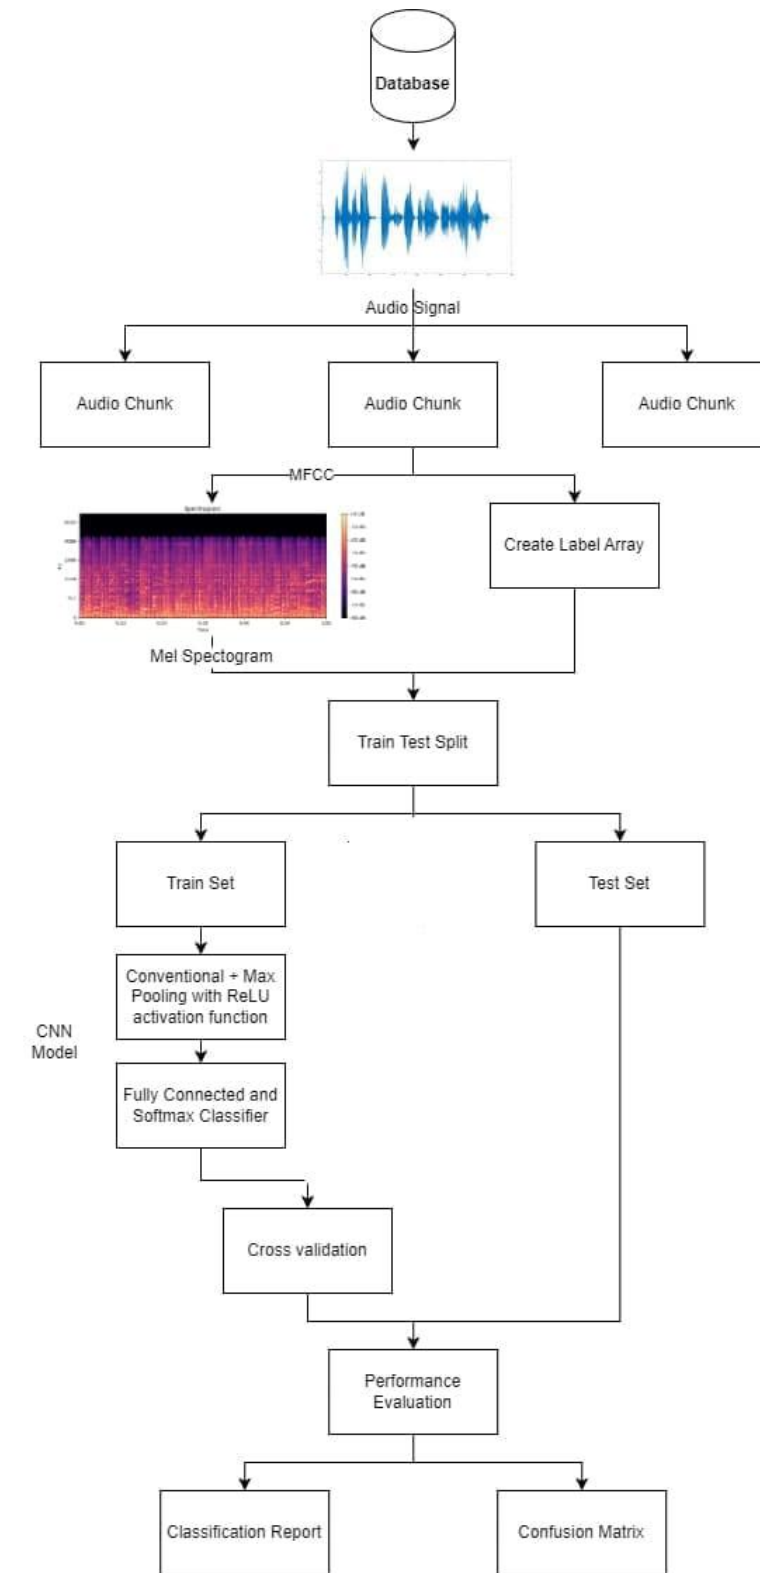 Database
Audio Signal
Audio Chunk
Audio Chunk
Audio Chunk
MFCC
Spectrogram
Create Label Array
Time
Mel Spectogram
Train Test Split
Train Set
Test Set
Conventional + Max
Pooling with ReLU
activation function
CNN
Model
Fully Connected and
Softmax Classifier
Cross validation
Performance
Evaluation
Classification Report
Confusion Matrix